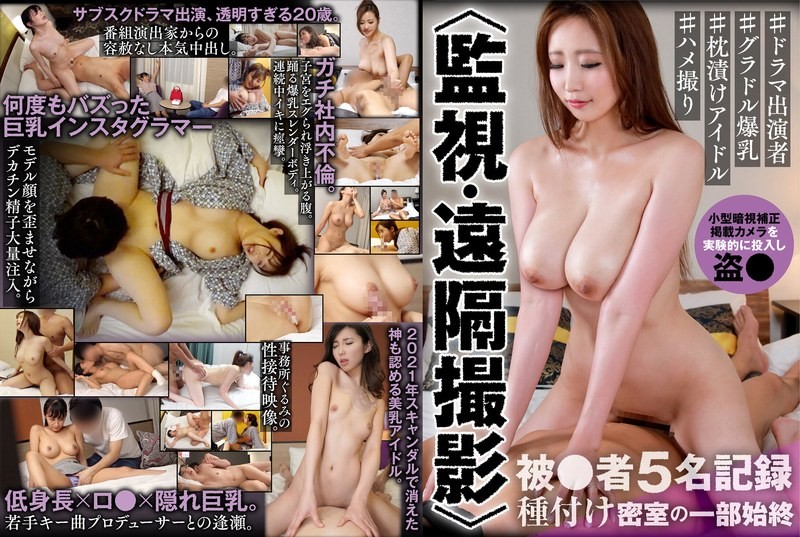 サブスクドラマ出演、透明すぎる20歳。
番組演出家からの
容赦なし本気中出し。
何度もバズった
巨乳インスタグラマー
モデル顔を歪ませながら
デカチン精子大量注入。
ガチ社内不倫。
子宮をエグられ浮き上がる腹。
踊る爆乳スレンダーボディ。
連続中イキに痙攣。
事務所ぐるみの
性接待映像。
2021年スキャンダルで消えた
神も認める美乳アイドル。
低身長×ロ●×隠れ巨乳。
若手キー曲プロデューサーとの逢瀬。
〈監視・遠隔撮影〉
#ドラマ出演者
#グラドル爆乳
#枕漬けアイドル
#ハメ撮り
小型暗視補正
掲載カメラを
実験的に投入し
盗●
被●者5名記録
種付け密室の一部始終